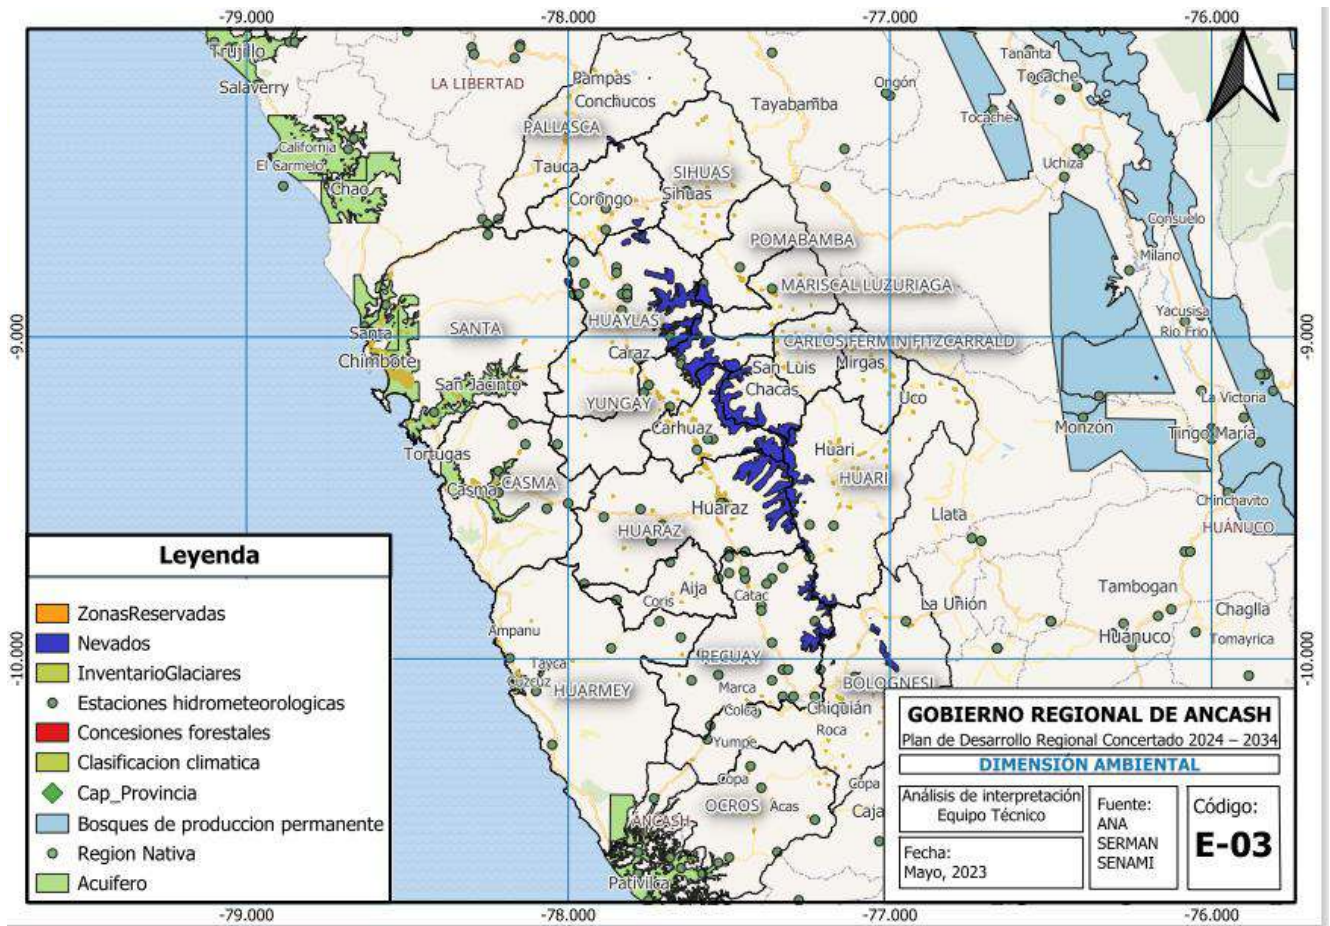 -79.000
-78.000
-77.000
-76.000
Trujillo
Salaverry
LA LIBERTAD
Pampas
Conchucos
PALLASCA
Tayabamba
Ongón
Tananta
Tocache
Tocache
Uchiza
California
El Carmelo
Chao
Tauca
SIHUAS
Sihuas
Corongo
POMABAMBA
Consuelo
Milano
MARISCAL LUZURIAGA
-9.000
Santa
Chimbote
SANTA
HUAYLAS
Caraz
CARLOS FERMIN FITZCARRALD
San Luis
Mirgas
Chacas
Yacusisa
Rio Frio
-9.000
San Jacinto
YUNGAY
Carhuaz
Uco
La Victoria
Monzón
Tingo María
Tortugas
Casma
CASMA
Huari
HUARI
Huaraz
HUARAZ
Llata
Chinchavito
HUÁNUCO
Aija
Coris
Catac
La Unión
Tambogan
Chaglla
Huánuco
Tomayrica
Ampanu
Tayca
Cuzcuz
HUARMEY
-10.000
RECUAY
Marca
Colca
BOLOGNESI
Chiquián
Roca
-10.000
Yumpe
Copa
OCROS
Acas
Copa
Caja
ANCASH
Pativilca
Leyenda
ZonasReservadas
Nevados
InventarioGlaciares
Estaciones hidrometeorologicas
Concesiones forestales
Clasificacion climatica
Cap_Provincia
Bosques de produccion permanente
Region Nativa
Acuifero
GOBIERNO REGIONAL DE ANCASH
Plan de Desarrollo Regional Concertado 2024 – 2034
DIMENSIÓN AMBIENTAL
Análisis de interpretación
Equipo Técnico
Fecha:
Mayo, 2023
Fuente:
ANA
SERMAN
SENAMI
Código:
E-03
-79.000
-78.000
-77.000
-76.000